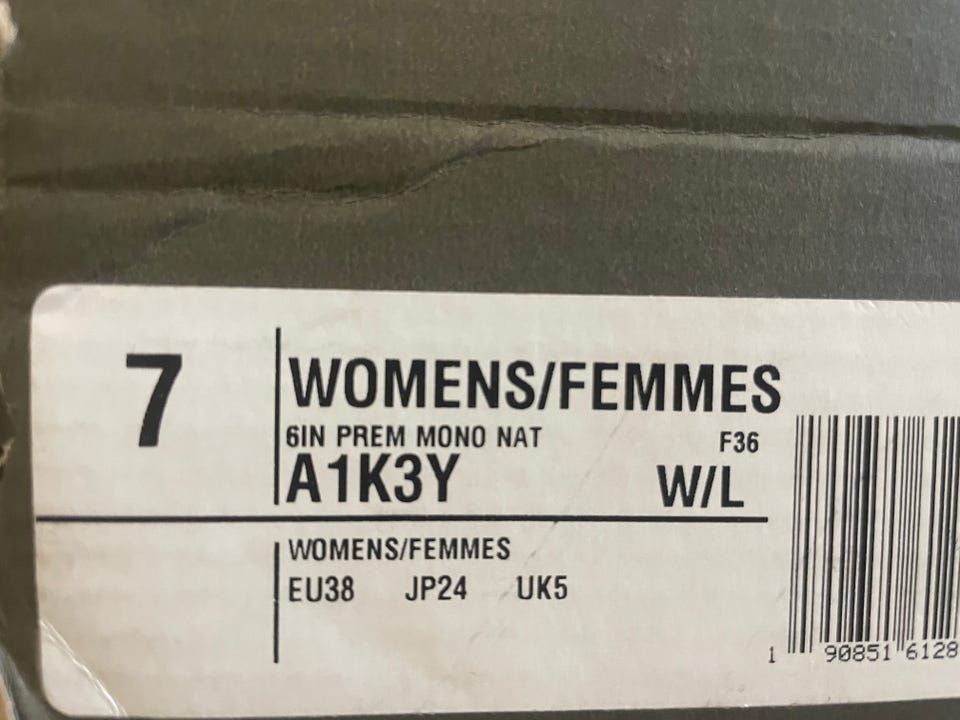 7
WOMENS/FEMMES
6IN PREM MONO NAT F36
A1K3Y W/L
WOMENS/FEMMES
EU38 JP24 UK5
1 90851 6128